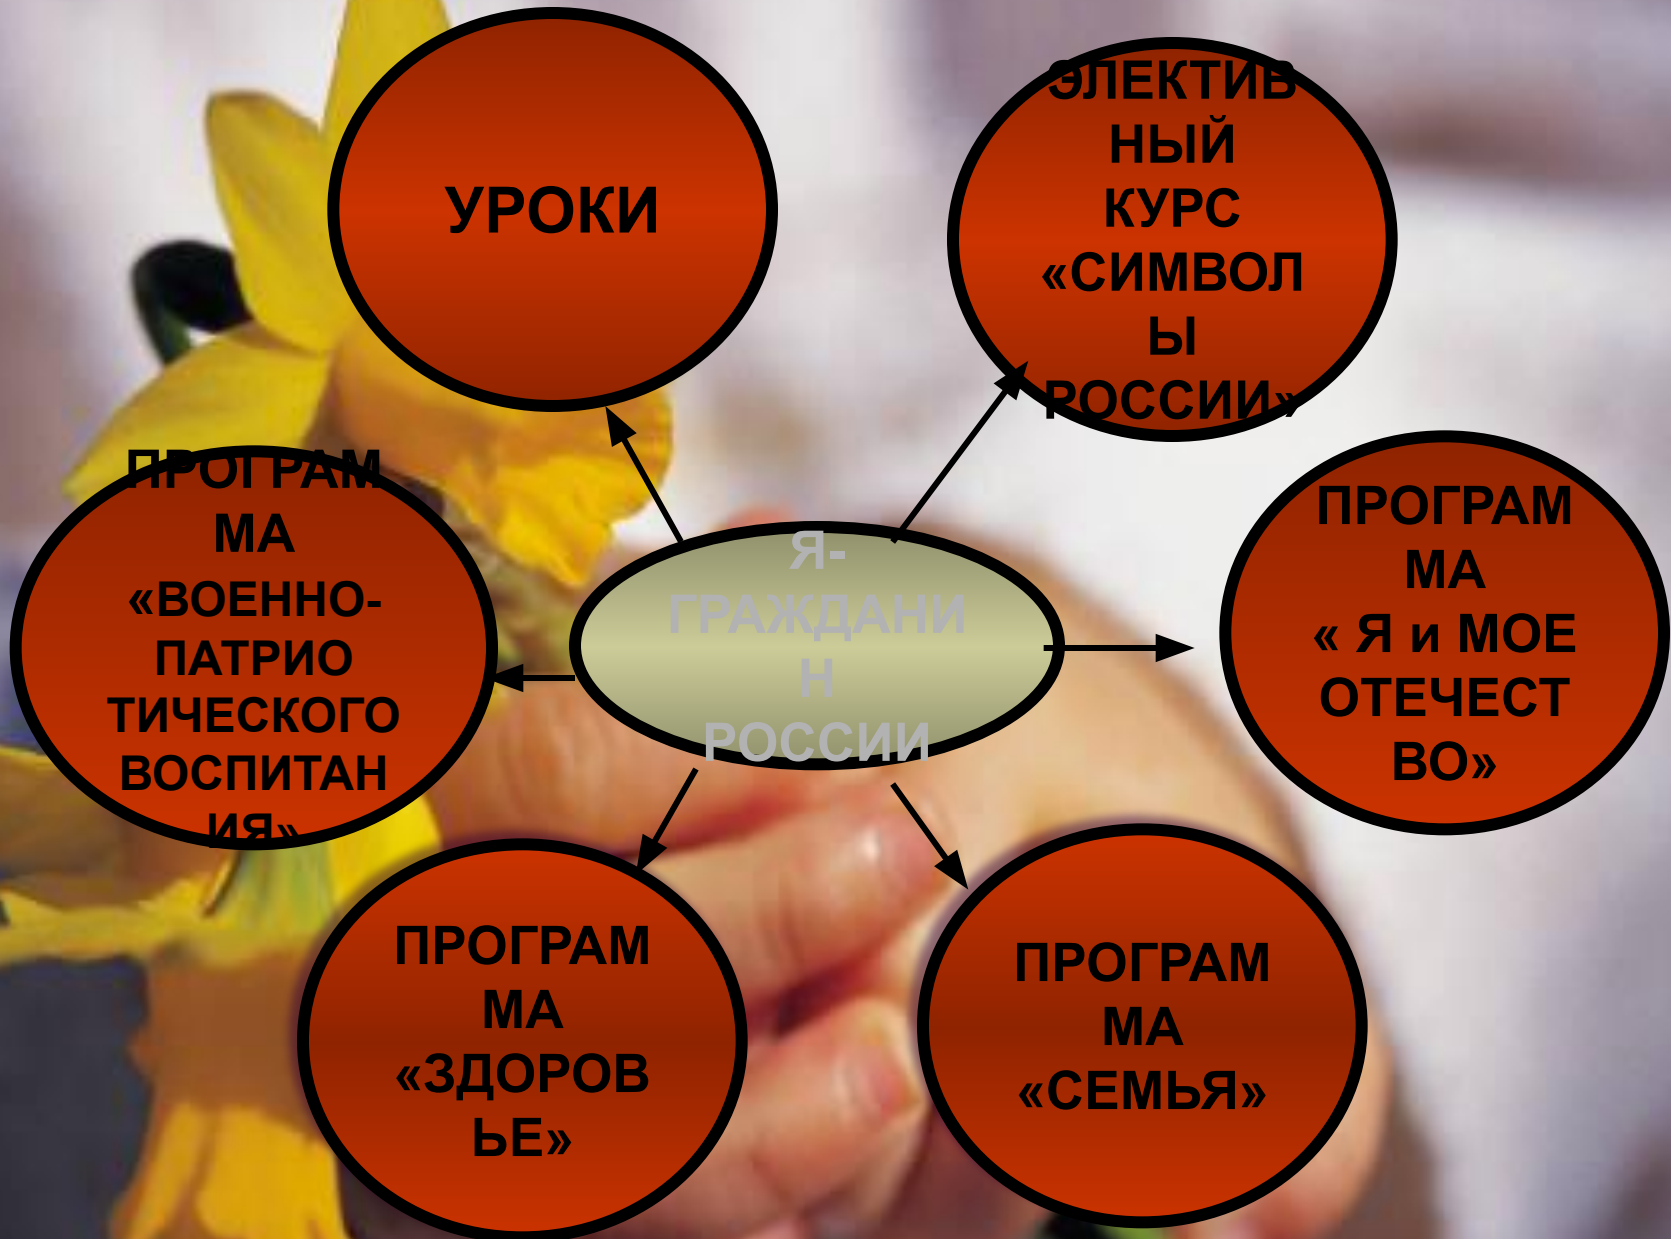 УРОКИ
ЭЛЕКТИВ
НЫЙ
КУРС
«СИМВОЛ
Ы
РОССИИ»
ПРОГРАМ
МА
«ВОЕННО-
ПАТРИО
ТИЧЕСКОГО
ВОСПИТАН
ИЯ»
Я-
ГРАЖДАНИ
Н
РОССИИ
ПРОГРАМ
МА
« Я и МОЕ
ОТЕЧЕСТ
ВО»
ПРОГРАМ
МА
«ЗДОРОВ
ЬЕ»
ПРОГРАМ
МА
«СЕМЬЯ»